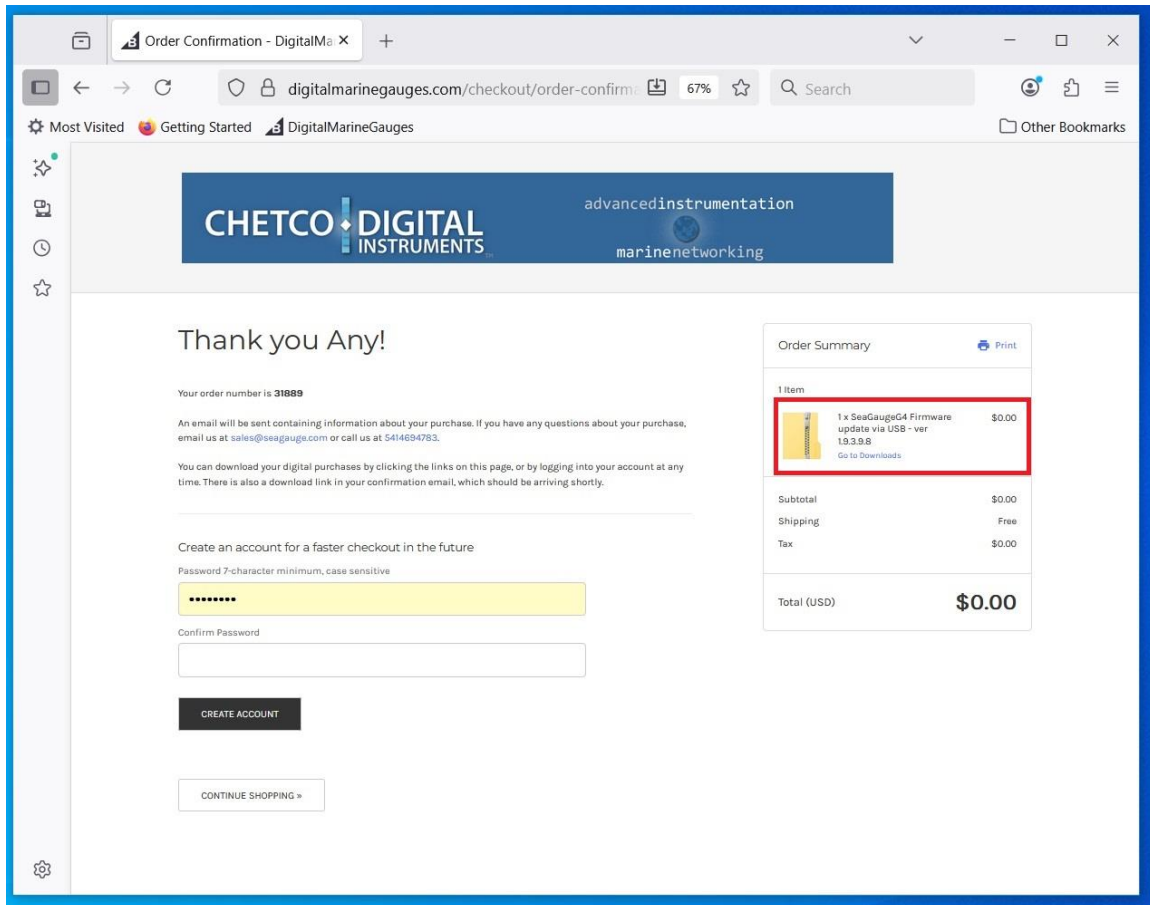 Order Confirmation - DigitalMa
digitalmarinegauges.com/checkout/order-confirma
67%
Search
Most Visited
Getting Started
DigitalMarineGauges
Other Bookmarks
CHETCO DIGITAL
INSTRUMENTS
advancedinstrumentation
marinenetworking
Thank you Any!
Your order number is 31889
An email will be sent containing information about your purchase. If you have any questions about your purchase,
email us at sales@seagauge.com or call us at 5414694783.
You can download your digital purchases by clicking the links on this page, or by logging into your account at any
time. There is also a download link in your confirmation email, which should be arriving shortly.
Create an account for a faster checkout in the future
Password 7-character minimum, case sensitive
••••••••
Confirm Password
CREATE ACCOUNT
CONTINUE SHOPPING »
Order Summary
Print
1 Item
1 x SeaGaugeG4 Firmware $0.00
update via USB - ver
1.9.3.9.8
Go to Downloads
Subtotal $0.00
Shipping Free
Tax $0.00
Total (USD) $0.00